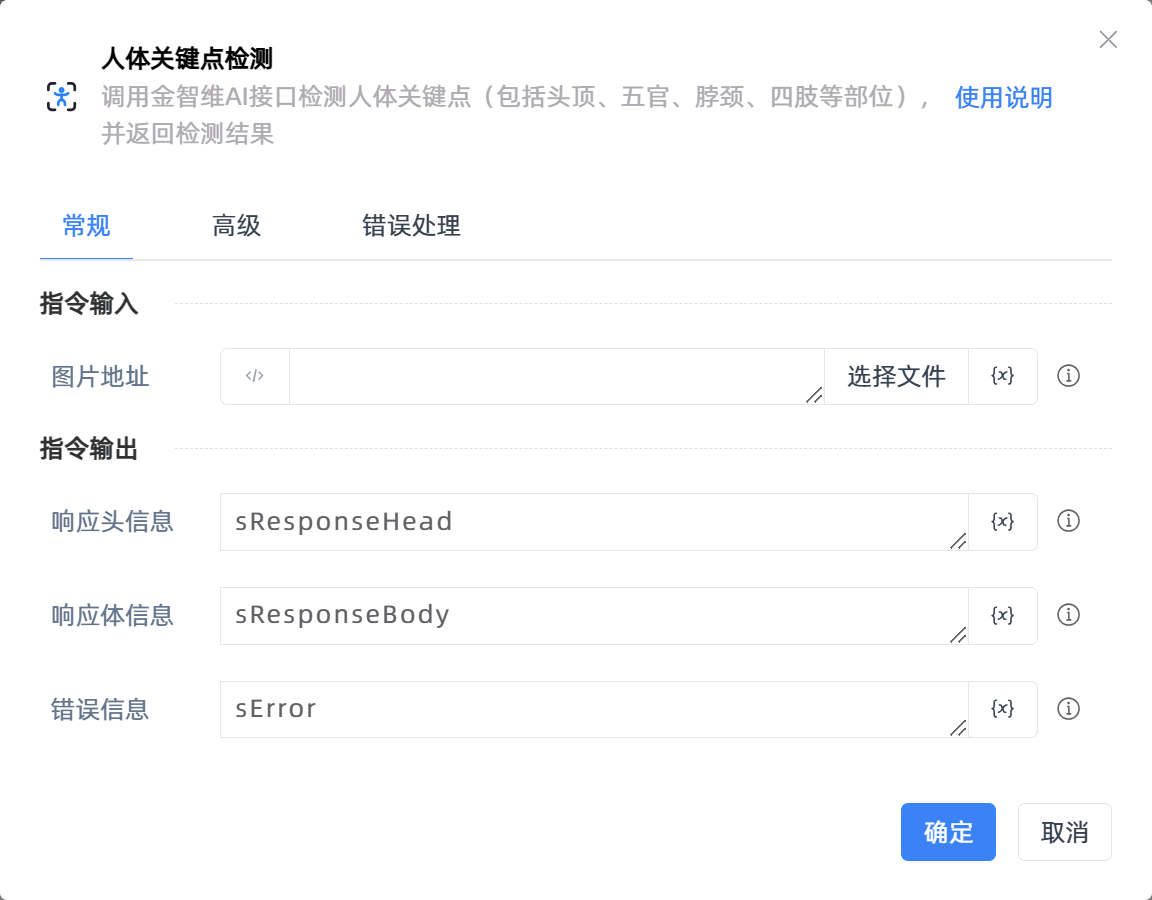 人体关键点检测
调用金智维AI接口检测人体关键点（包括头顶、五官、脖颈、四肢等部位）， 使用说明
并返回检测结果
常规 高级 错误处理
指令输入
图片地址 </> 选择文件 {x}
指令输出
响应头信息 sResponseHead {x}
响应体信息 sResponseBody {x}
错误信息 sError {x}
确定 取消